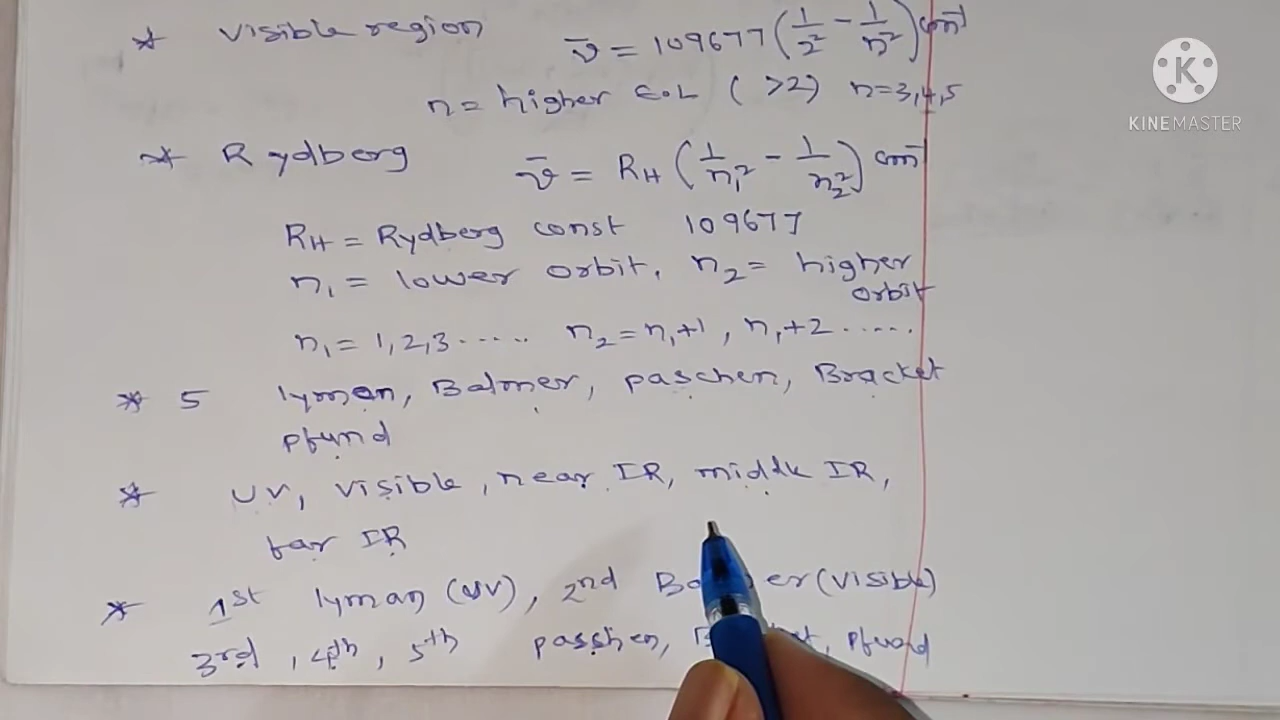 * Visible region ν̄ = 109677 (1/2² - 1/n²) cm⁻¹
n = higher E.L (>2) n=3,4,5
* Rydberg ν̄ = RH (1/n₁² - 1/n₂²) cm⁻¹
RH = Rydberg const 109677
n₁ = lower orbit, n₂ = higher
orbit
n₁ = 1,2,3..... n₂ = n₁+1, n₁+2.....
* 5 lyman, Balmer, paschen, Bracket
pfund
* UV, visible, near IR, middle IR,
far IR
* 1st lyman (UV), 2nd (visible)
3rd, 4th, 5th paschen, pfund
K
KINEMASTER